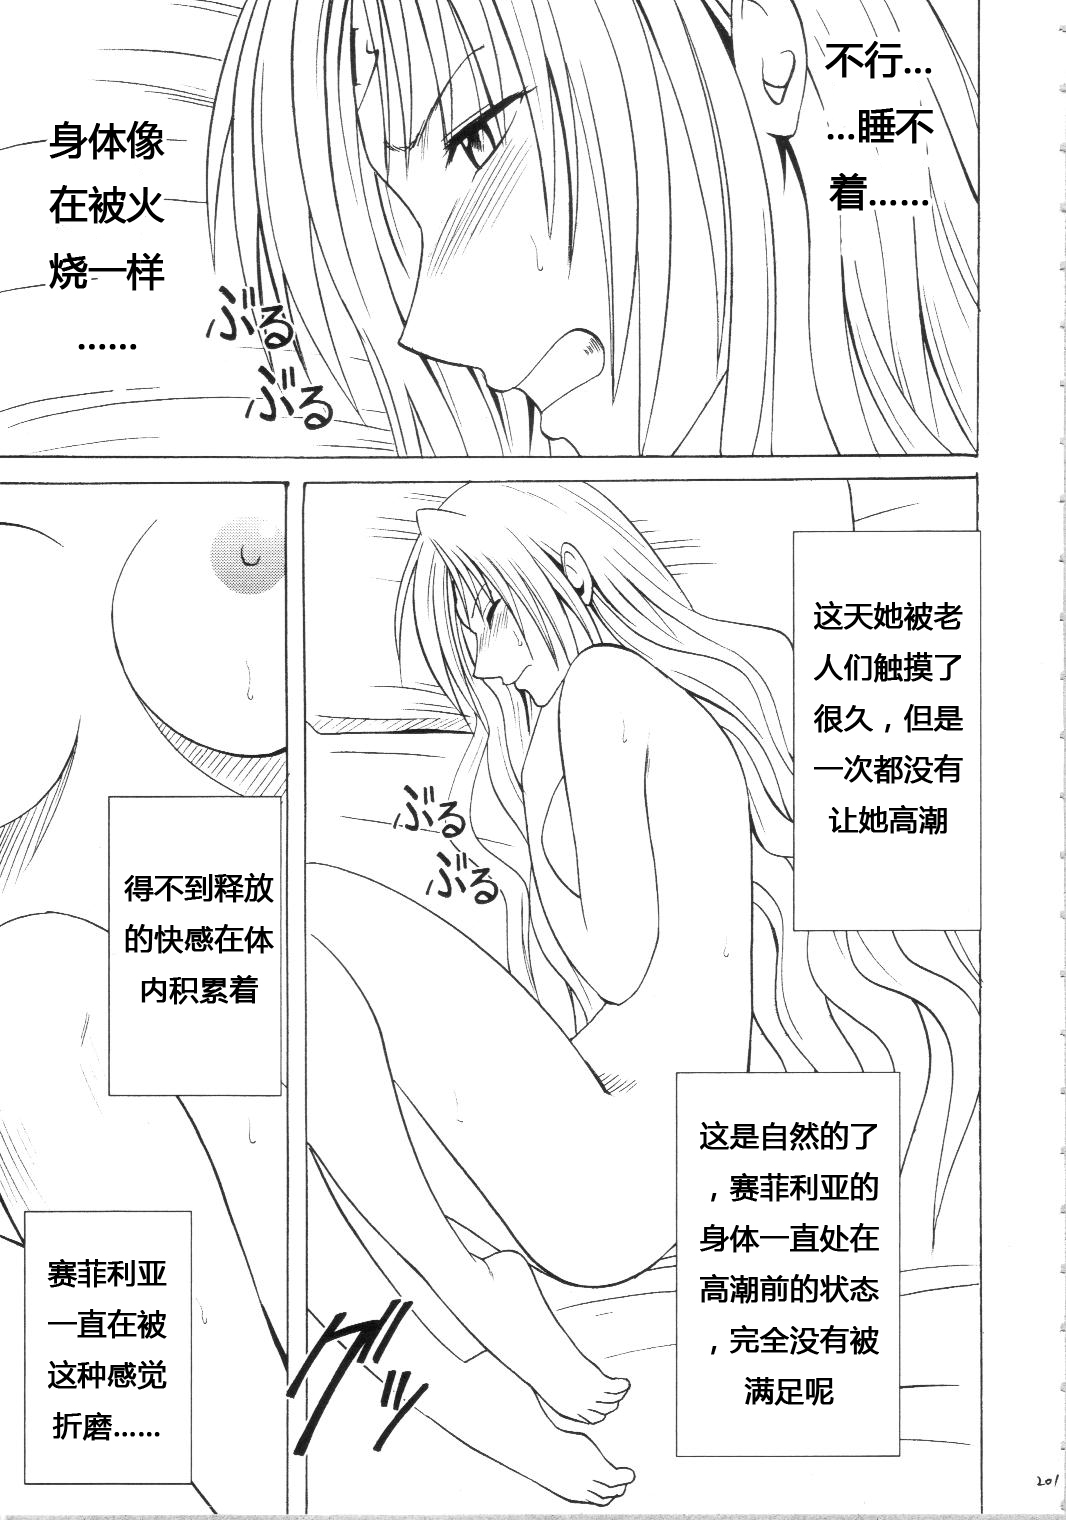 不行...
...睡不
着......
身体像
在被火
烧一样
......
ぶる
ぶる
这天她被老
人们触摸了
很久，但是
一次都没有
让她高潮
ぶる
ぶる
这是自然的了
，赛菲利亚的
身体一直处在
高潮前的状态
，完全没有被
满足呢
得不到释放
的快感在体
内积累着
赛菲利亚
一直在被
这种感觉
折磨......
グッ
201